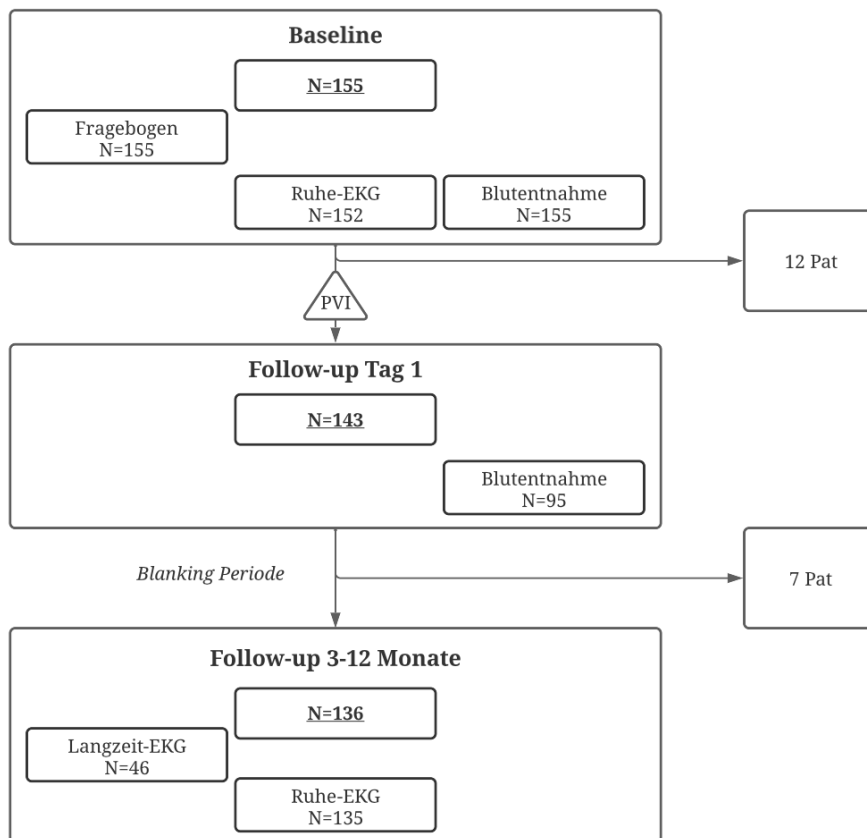 Baseline
N=155
Fragebogen
N=155
Ruhe-EKG
N=152
Blutentnahme
N=155
12 Pat
PVI
Follow-up Tag 1
N=143
Blutentnahme
N=95
Blanking Periode
7 Pat
Follow-up 3-12 Monate
N=136
Langzeit-EKG
N=46
Ruhe-EKG
N=135